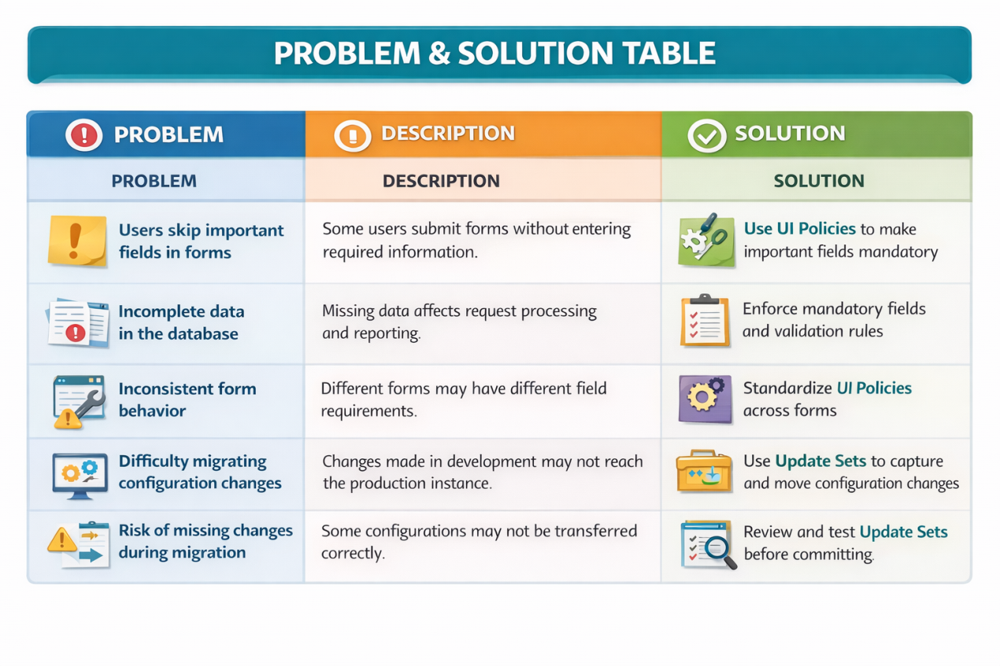 PROBLEM & SOLUTION TABLE
PROBLEM
DESCRIPTION
SOLUTION
PROBLEM
DESCRIPTION
SOLUTION
Users skip important
fields in forms
Some users submit forms without entering
required information.
Use UI Policies to make
important fields mandatory
Incomplete data
in the database
Missing data affects request processing
and reporting.
Enforce mandatory fields
and validation rules
Inconsistent form
behavior
Different forms may have different field
requirements.
Standardize UI Policies
across forms
Difficulty migrating
configuration changes
Changes made in development may not reach
the production instance.
Use Update Sets to capture
and move configuration changes
Risk of missing changes
during migration
Some configurations may not be transferred
correctly.
Review and test Update Sets
before committing.